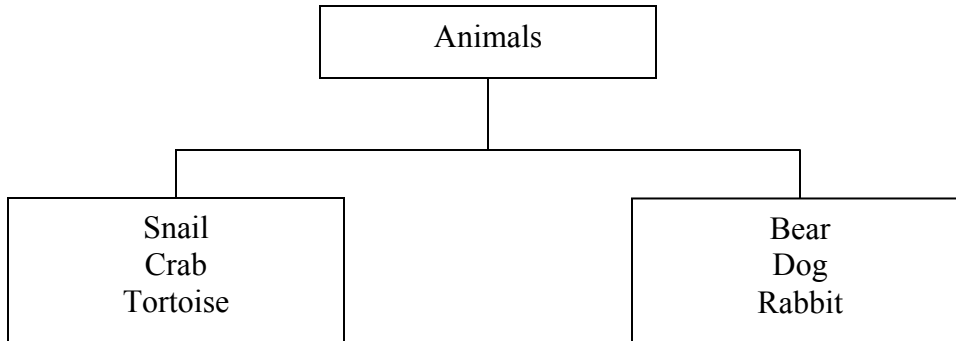 Animals
Snail
Crab
Tortoise
Bear
Dog
Rabbit